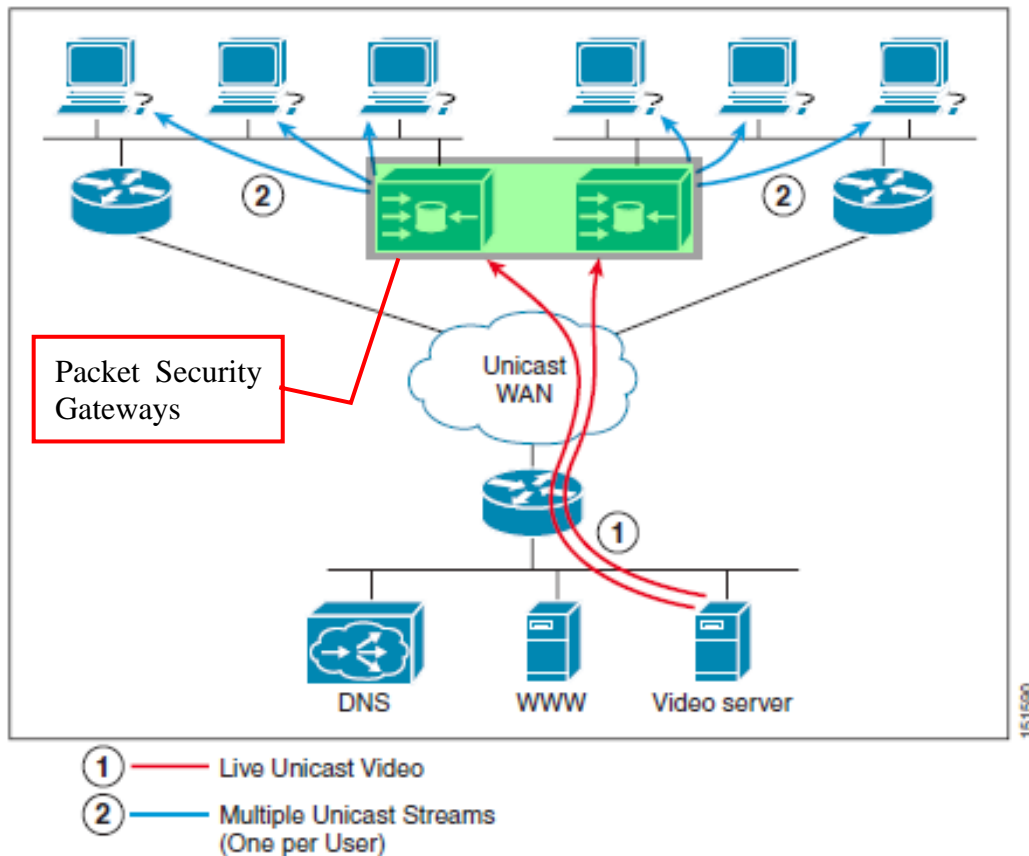 ? ? ? ? ? ?
2 2
Packet Security
Gateways
Unicast
WAN
1
DNS WWW Video server
151590
1 Live Unicast Video
2 Multiple Unicast Streams
(One per User)